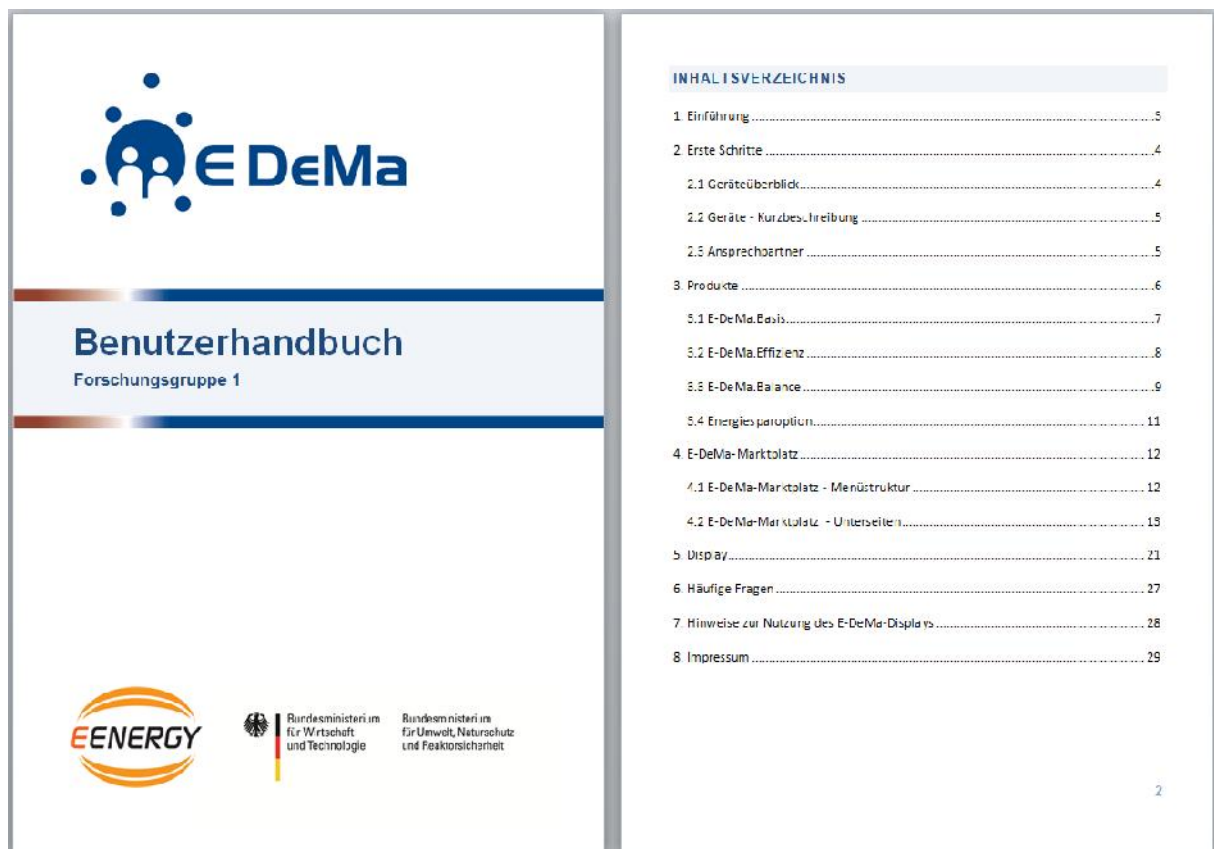 E DeMa
Benutzerhandbuch
Forschungsgruppe 1
EENERGY
Bundesministerium
für Wirtschaft
und Technologie
Bundesministerium
für Umwelt, Naturschutz
und Reaktorsicherheit
INHALTSVERZEICHNIS
1. Einführung ... 3
2. Erste Schritte ... 4
2.1 Geräteüberblick ... 4
2.2 Geräte - Kurzbeschreibung ... 5
2.3 Ansprechpartner ... 5
3. Produkte ... 6
3.1 E-DeMa.Basis ... 7
3.2 E-DeMa.Effizienz ... 8
3.3 E-DeMa.Balance ... 9
3.4 Energiesparoption ... 11
4. E-DeMa-Marktplatz ... 12
4.1 E-DeMa-Marktplatz - Menüstruktur ... 12
4.2 E-DeMa-Marktplatz - Unterseiten ... 13
5. Display ... 21
6. Häufige Fragen ... 27
7. Hinweise zur Nutzung des E-DeMa-Displays ... 28
8. Impressum ... 29
2